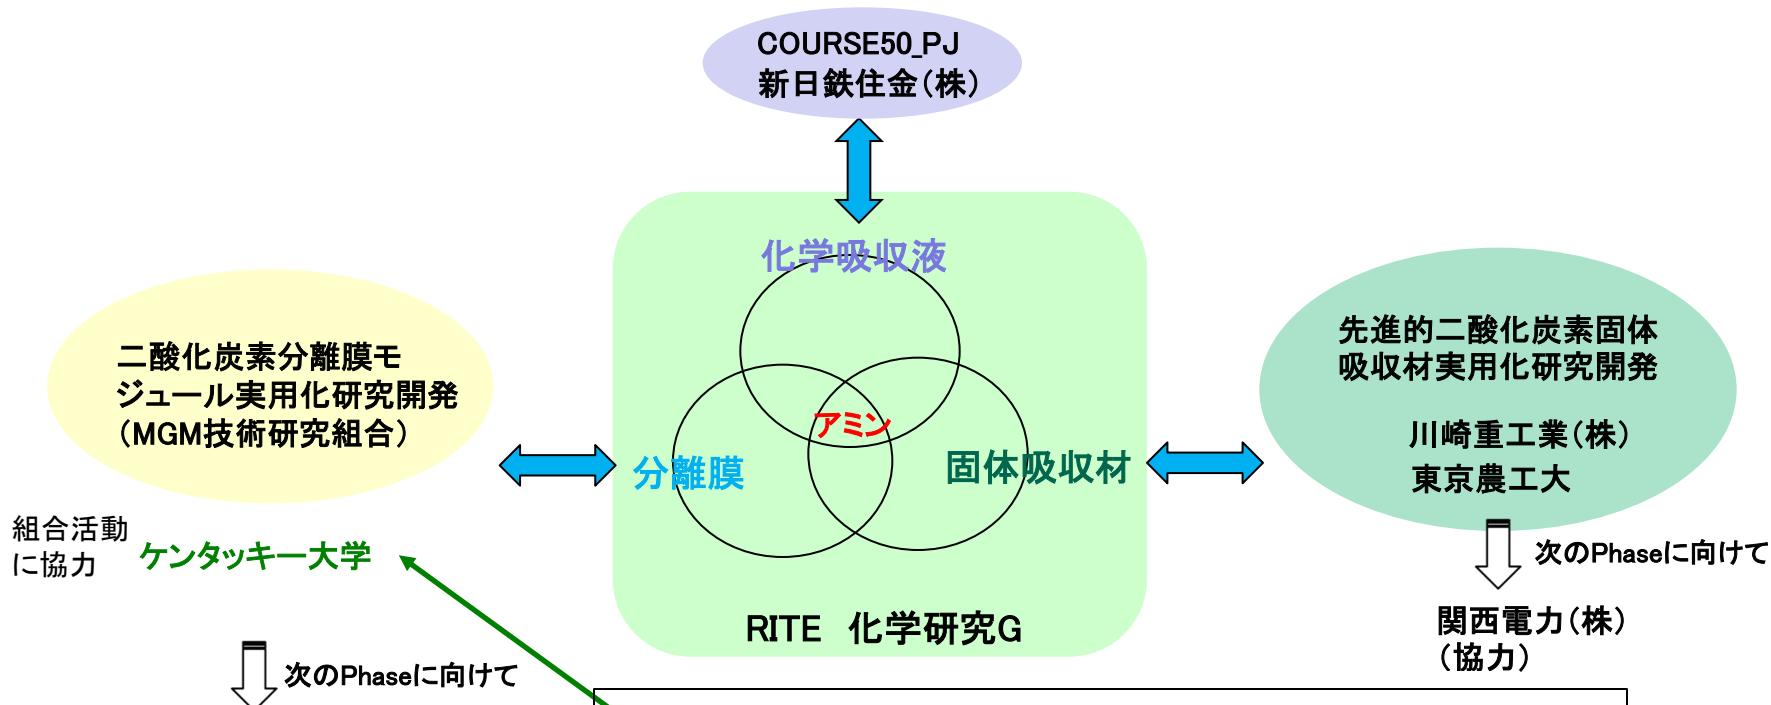 COURSE50_PJ
新日鉄住金（株）
化学吸収液
二酸化炭素分離膜モ
ジュール実用化研究開発
（MGM技術研究組合）
アミン
分離膜
固体吸収材
先進的二酸化炭素固体
吸収材実用化研究開発
川崎重工業（株）
東京農工大
組合活動
に協力
ケンタッキー大学
次のPhaseに向けて
RITE　化学研究G
関西電力（株）
（協力）
次のPhaseに向けて